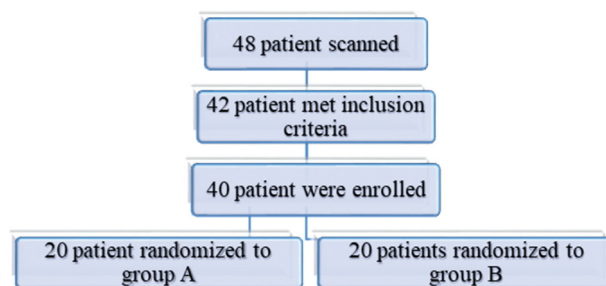 48 patient scanned
42 patient met inclusion
criteria
40 patient were enrolled
20 patient randomized to
group A
20 patients randomized to
group B